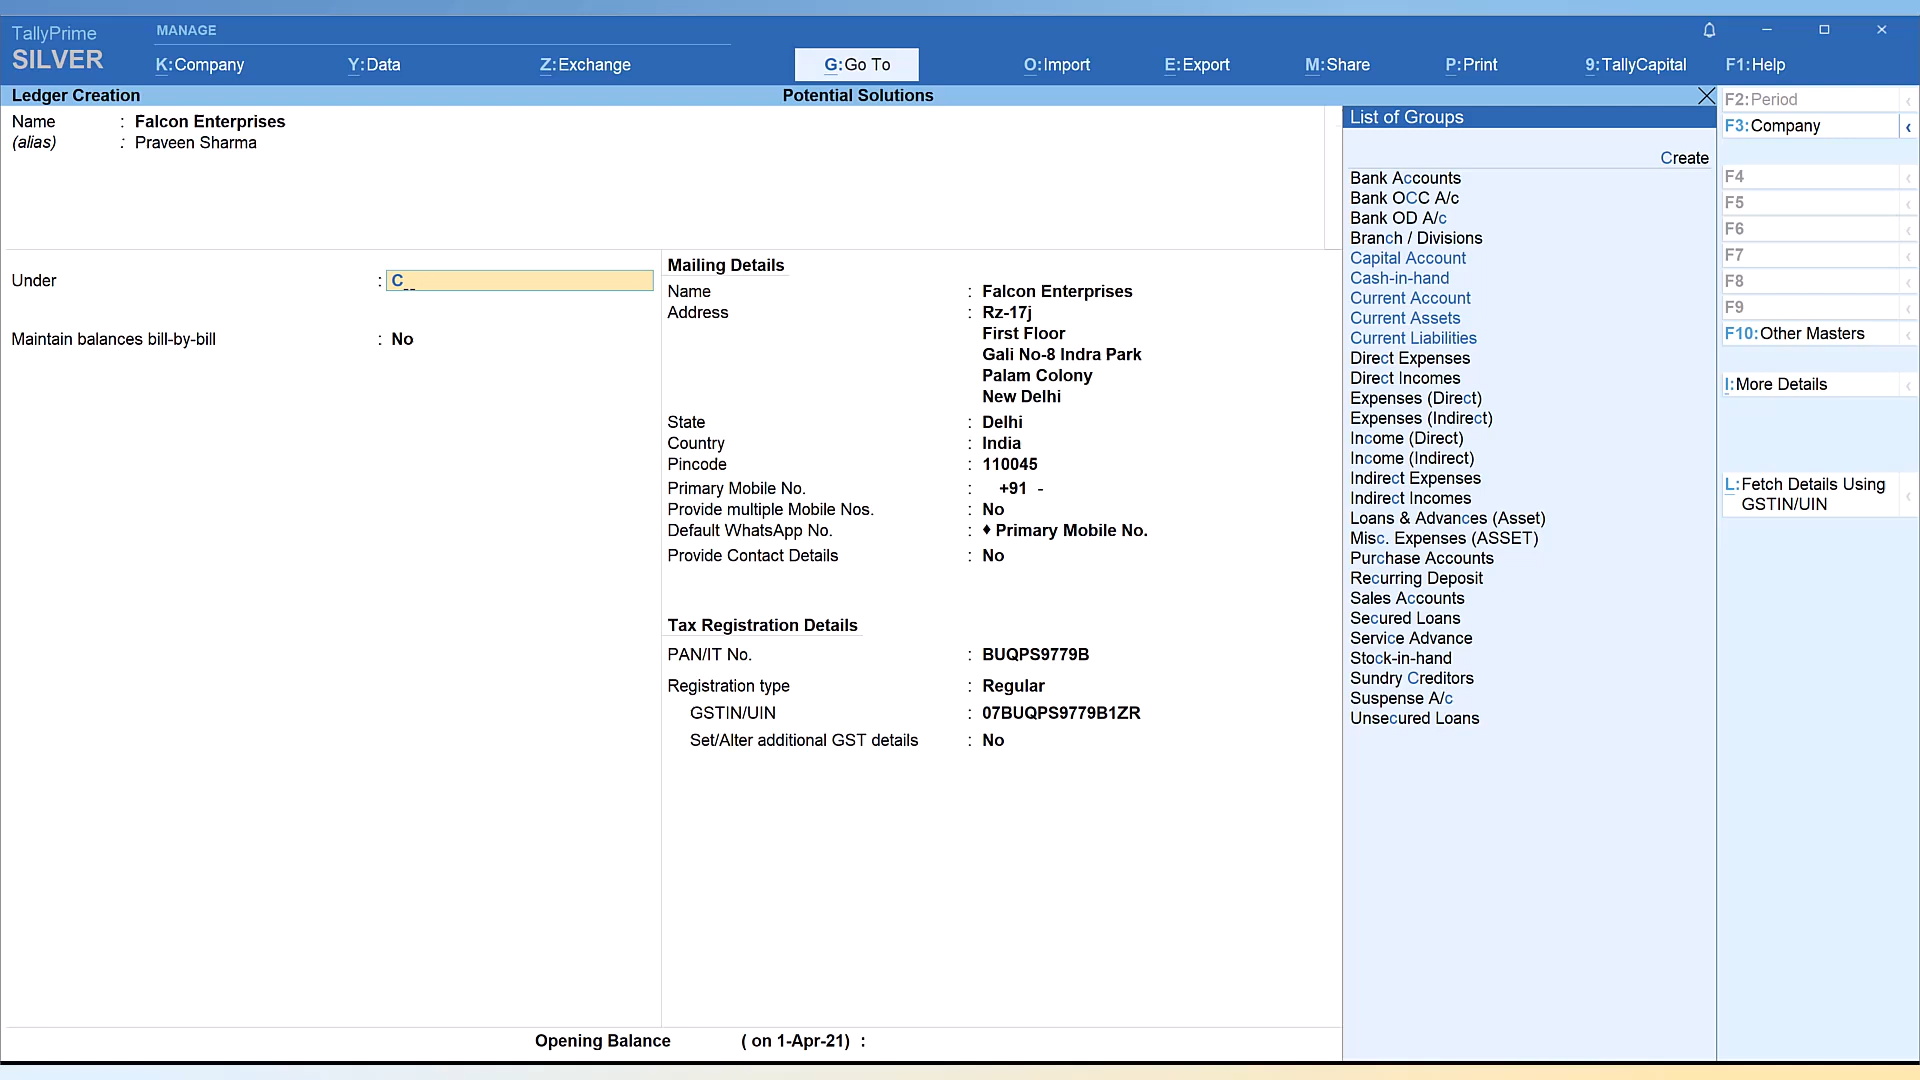 TallyPrime
SILVER
MANAGE
K:Company
Y:Data
Z:Exchange
G:Go To
O:Import
E:Export
M:Share
P:Print
9:TallyCapital
F1:Help
Ledger Creation
Potential Solutions
Name : Falcon Enterprises
(alias) : Praveen Sharma
Under : C
Maintain balances bill-by-bill : No
Mailing Details
Name : Falcon Enterprises
Address : Rz-17j
First Floor
Gali No-8 Indra Park
Palam Colony
New Delhi
State : Delhi
Country : India
Pincode : 110045
Primary Mobile No. : +91 -
Provide multiple Mobile Nos. : No
Default WhatsApp No. : ♦ Primary Mobile No.
Provide Contact Details : No
Tax Registration Details
PAN/IT No. : BUQPS9779B
Registration type : Regular
GSTIN/UIN : 07BUQPS9779B1ZR
Set/Alter additional GST details : No
Opening Balance ( on 1-Apr-21) :
List of Groups
Create
Bank Accounts
Bank OCC A/c
Bank OD A/c
Branch / Divisions
Capital Account
Cash-in-hand
Current Account
Current Assets
Current Liabilities
Direct Expenses
Direct Incomes
Expenses (Direct)
Expenses (Indirect)
Income (Direct)
Income (Indirect)
Indirect Expenses
Indirect Incomes
Loans & Advances (Asset)
Misc. Expenses (ASSET)
Purchase Accounts
Recurring Deposit
Sales Accounts
Secured Loans
Service Advance
Stock-in-hand
Sundry Creditors
Suspense A/c
Unsecured Loans
F2:Period
F3:Company
F4
F5
F6
F7
F8
F9
F10:Other Masters
I:More Details
L:Fetch Details Using
GSTIN/UIN